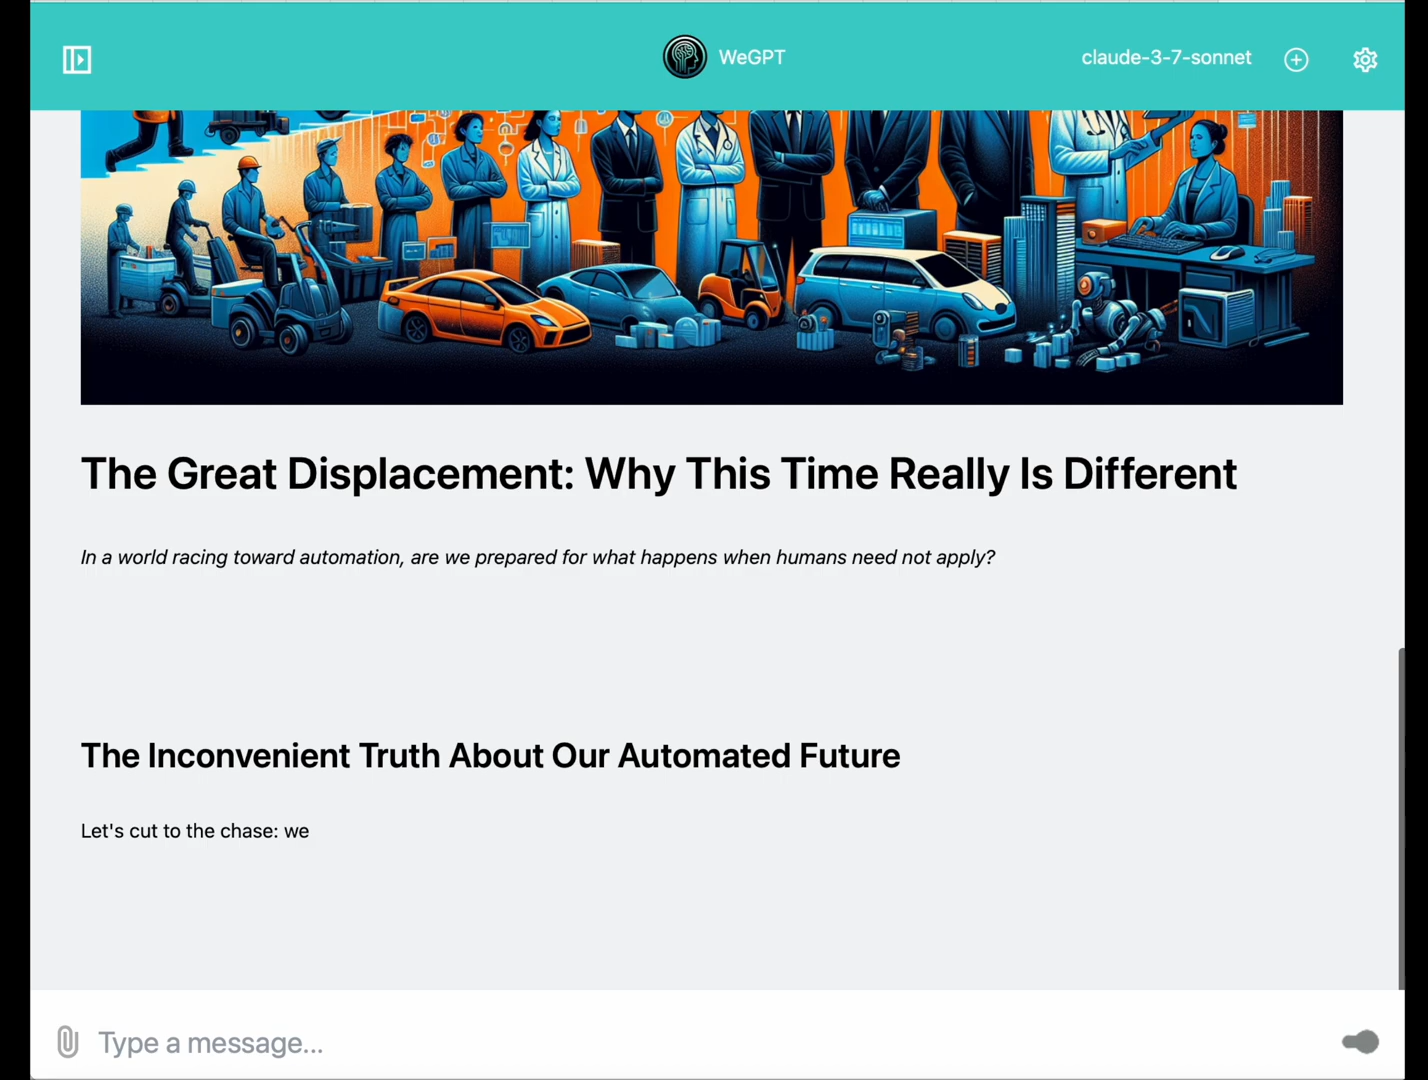 WeGPT
claude-3-7-sonnet
The Great Displacement: Why This Time Really Is Different
In a world racing toward automation, are we prepared for what happens when humans need not apply?
The Inconvenient Truth About Our Automated Future
Let's cut to the chase: we
Type a message...